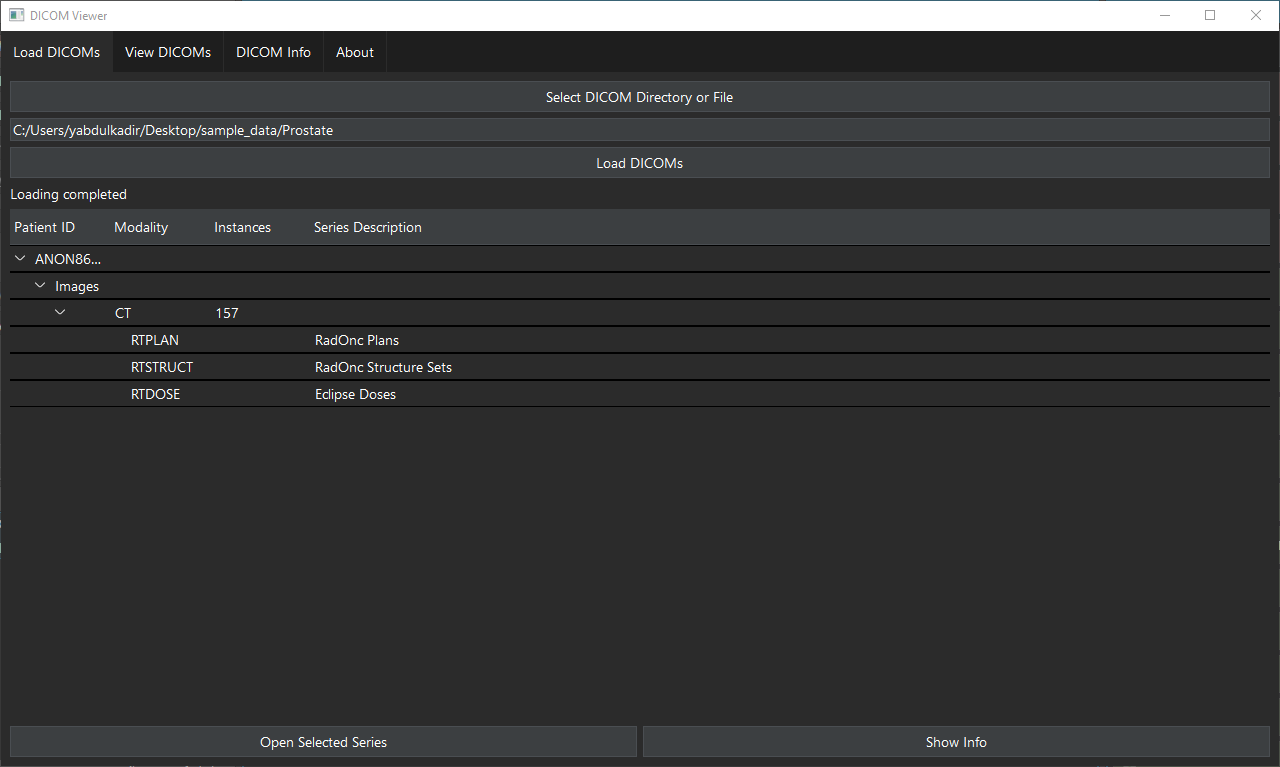 DICOM Viewer
Load DICOMs View DICOMs DICOM Info About
Select DICOM Directory or File
C:/Users/yabdulkadir/Desktop/sample_data/Prostate
Load DICOMs
Loading completed
Patient ID Modality Instances Series Description
ANON86...
Images
CT 157
RTPLAN RadOnc Plans
RTSTRUCT RadOnc Structure Sets
RTDOSE Eclipse Doses
Open Selected Series Show Info